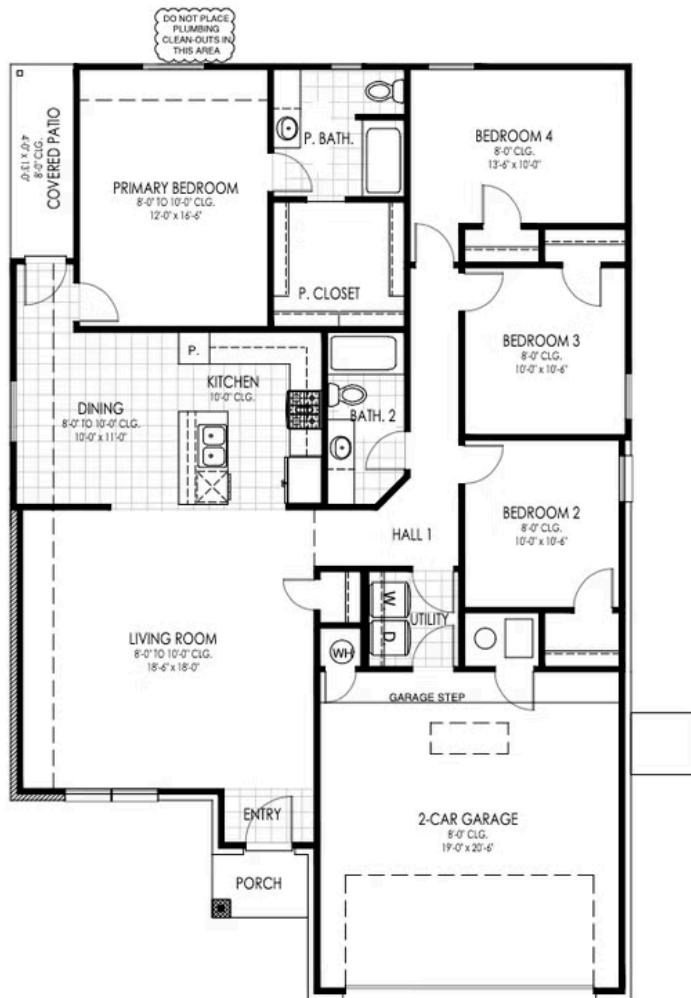 DO NOT PLACE
PLUMBING
CLEAN-OUTS IN
THIS AREA
COVERED PATIO
8'-0" CLG.
4'-0" x 13'-0"
PRIMARY BEDROOM
8'-0" TO 10'-0" CLG.
12'-0" x 16'-6"
P. BATH.
BEDROOM 4
8'-0" CLG.
13'-6" x 10'-0"
P. CLOSET
BEDROOM 3
8'-0" CLG.
10'-0" x 10'-6"
P.
KITCHEN
10'-0" CLG.
DINING
8'-0" TO 10'-0" CLG.
10'-0" x 11'-0"
BATH. 2
BEDROOM 2
8'-0" CLG.
10'-0" x 10'-6"
HALL 1
W
D
UTILITY
LIVING ROOM
8'-0" TO 10'-0" CLG.
18'-6" x 18'-0"
WH
GARAGE STEP
ENTRY
2-CAR GARAGE
8'-0" CLG.
19'-0" x 20'-6"
PORCH